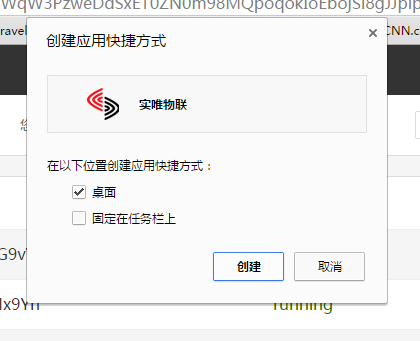 创建应用快捷方式
实唯物联
在以下位置创建应用快捷方式：
桌面
固定在任务栏上
创建
取消
running